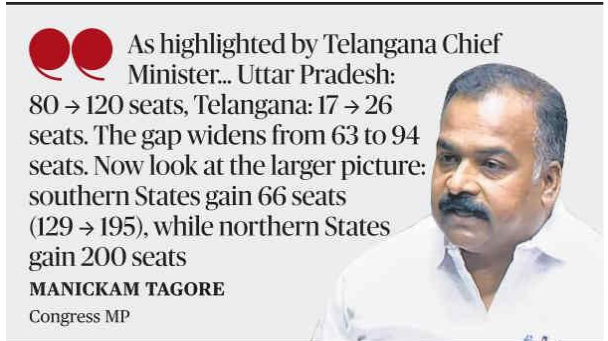 As highlighted by Telangana Chief
Minister... Uttar Pradesh:
80 → 120 seats, Telangana: 17 → 26
seats. The gap widens from 63 to 94
seats. Now look at the larger picture:
southern States gain 66 seats
(129 → 195), while northern States
gain 200 seats
MANICKAM TAGORE
Congress MP